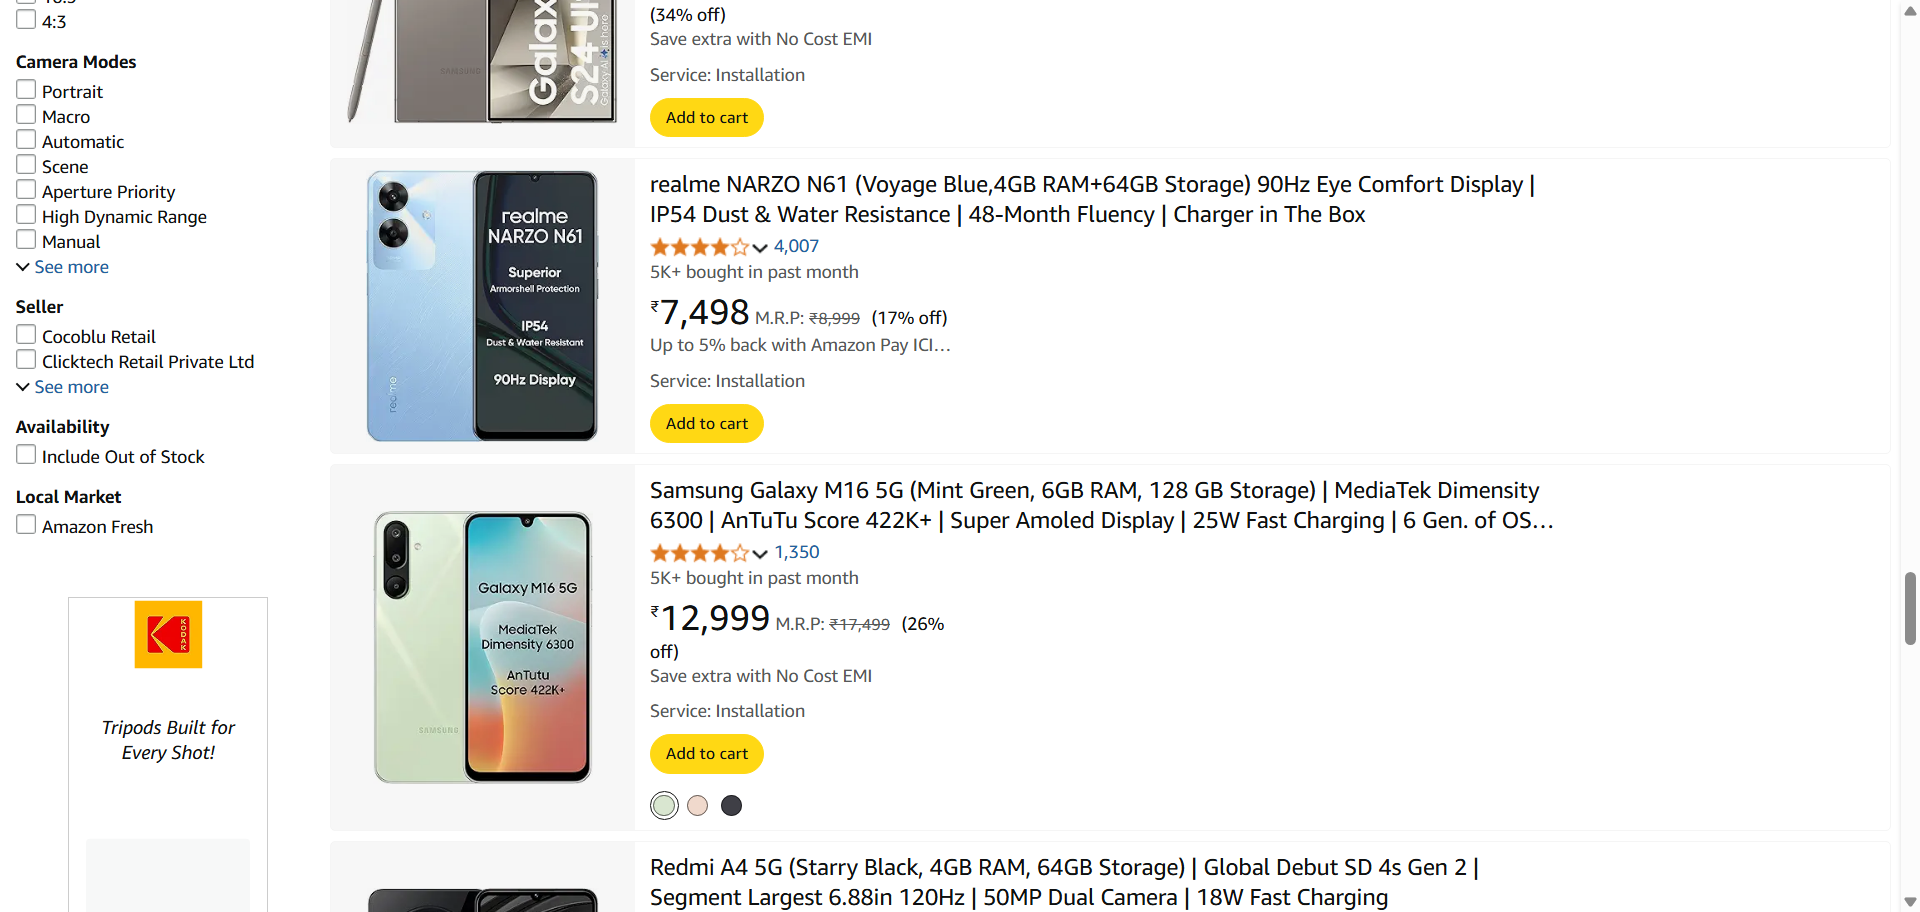 4:3
Camera Modes
Portrait
Macro
Automatic
Scene
Aperture Priority
High Dynamic Range
Manual
See more
Seller
Cocoblu Retail
Clicktech Retail Private Ltd
See more
Availability
Include Out of Stock
Local Market
Amazon Fresh
KODAK
Tripods Built for
Every Shot!
SAMSUNG
Galaxy AI is here
(34% off)
Save extra with No Cost EMI
Service: Installation
Add to cart
realme
realme
NARZO N61
Superior
Armorshell Protection
IP54
Dust & Water Resistant
90Hz Display
realme NARZO N61 (Voyage Blue,4GB RAM+64GB Storage) 90Hz Eye Comfort Display |
IP54 Dust & Water Resistance | 48-Month Fluency | Charger in The Box
4,007
5K+ bought in past month
₹7,498 M.R.P: ₹8,999 (17% off)
Up to 5% back with Amazon Pay ICI…
Service: Installation
Add to cart
SAMSUNG
Galaxy M16 5G
MediaTek
Dimensity 6300
AnTutu
Score 422K+
Samsung Galaxy M16 5G (Mint Green, 6GB RAM, 128 GB Storage) | MediaTek Dimensity
6300 | AnTuTu Score 422K+ | Super Amoled Display | 25W Fast Charging | 6 Gen. of OS…
1,350
5K+ bought in past month
₹12,999 M.R.P: ₹17,499 (26%
off)
Save extra with No Cost EMI
Service: Installation
Add to cart
Redmi A4 5G (Starry Black, 4GB RAM, 64GB Storage) | Global Debut SD 4s Gen 2 |
Segment Largest 6.88in 120Hz | 50MP Dual Camera | 18W Fast Charging